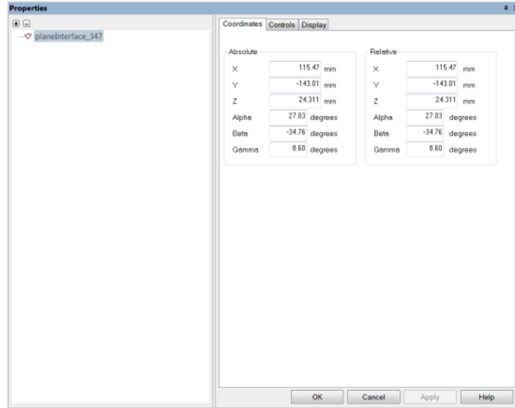 Properties
planeInterface_347
Coordinates Controls Display
Absolute Relative
X 115.47 mm X 115.47 mm
Y -143.01 mm Y -143.01 mm
Z 24.311 mm Z 24.311 mm
Alpha 27.03 degrees Alpha 27.03 degrees
Beta -34.76 degrees Beta -34.76 degrees
Gamma 8.60 degrees Gamma 8.60 degrees
OK Cancel Apply Help